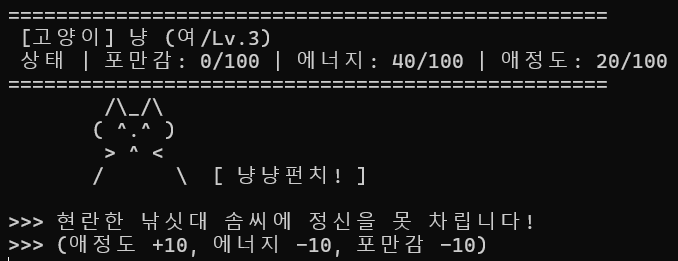 ==================================================
[고양이] 냥 (여/Lv.3)
상태 | 포만감: 0/100 | 에너지: 40/100 | 애정도: 20/100
==================================================
/\_/\
( ^.^ )
> ^ <
/      \  [ 냥냥펀치! ]
>>> 현란한 낚싯대 솜씨에 정신을 못 차립니다!
>>> (애정도 +10, 에너지 -10, 포만감 -10)